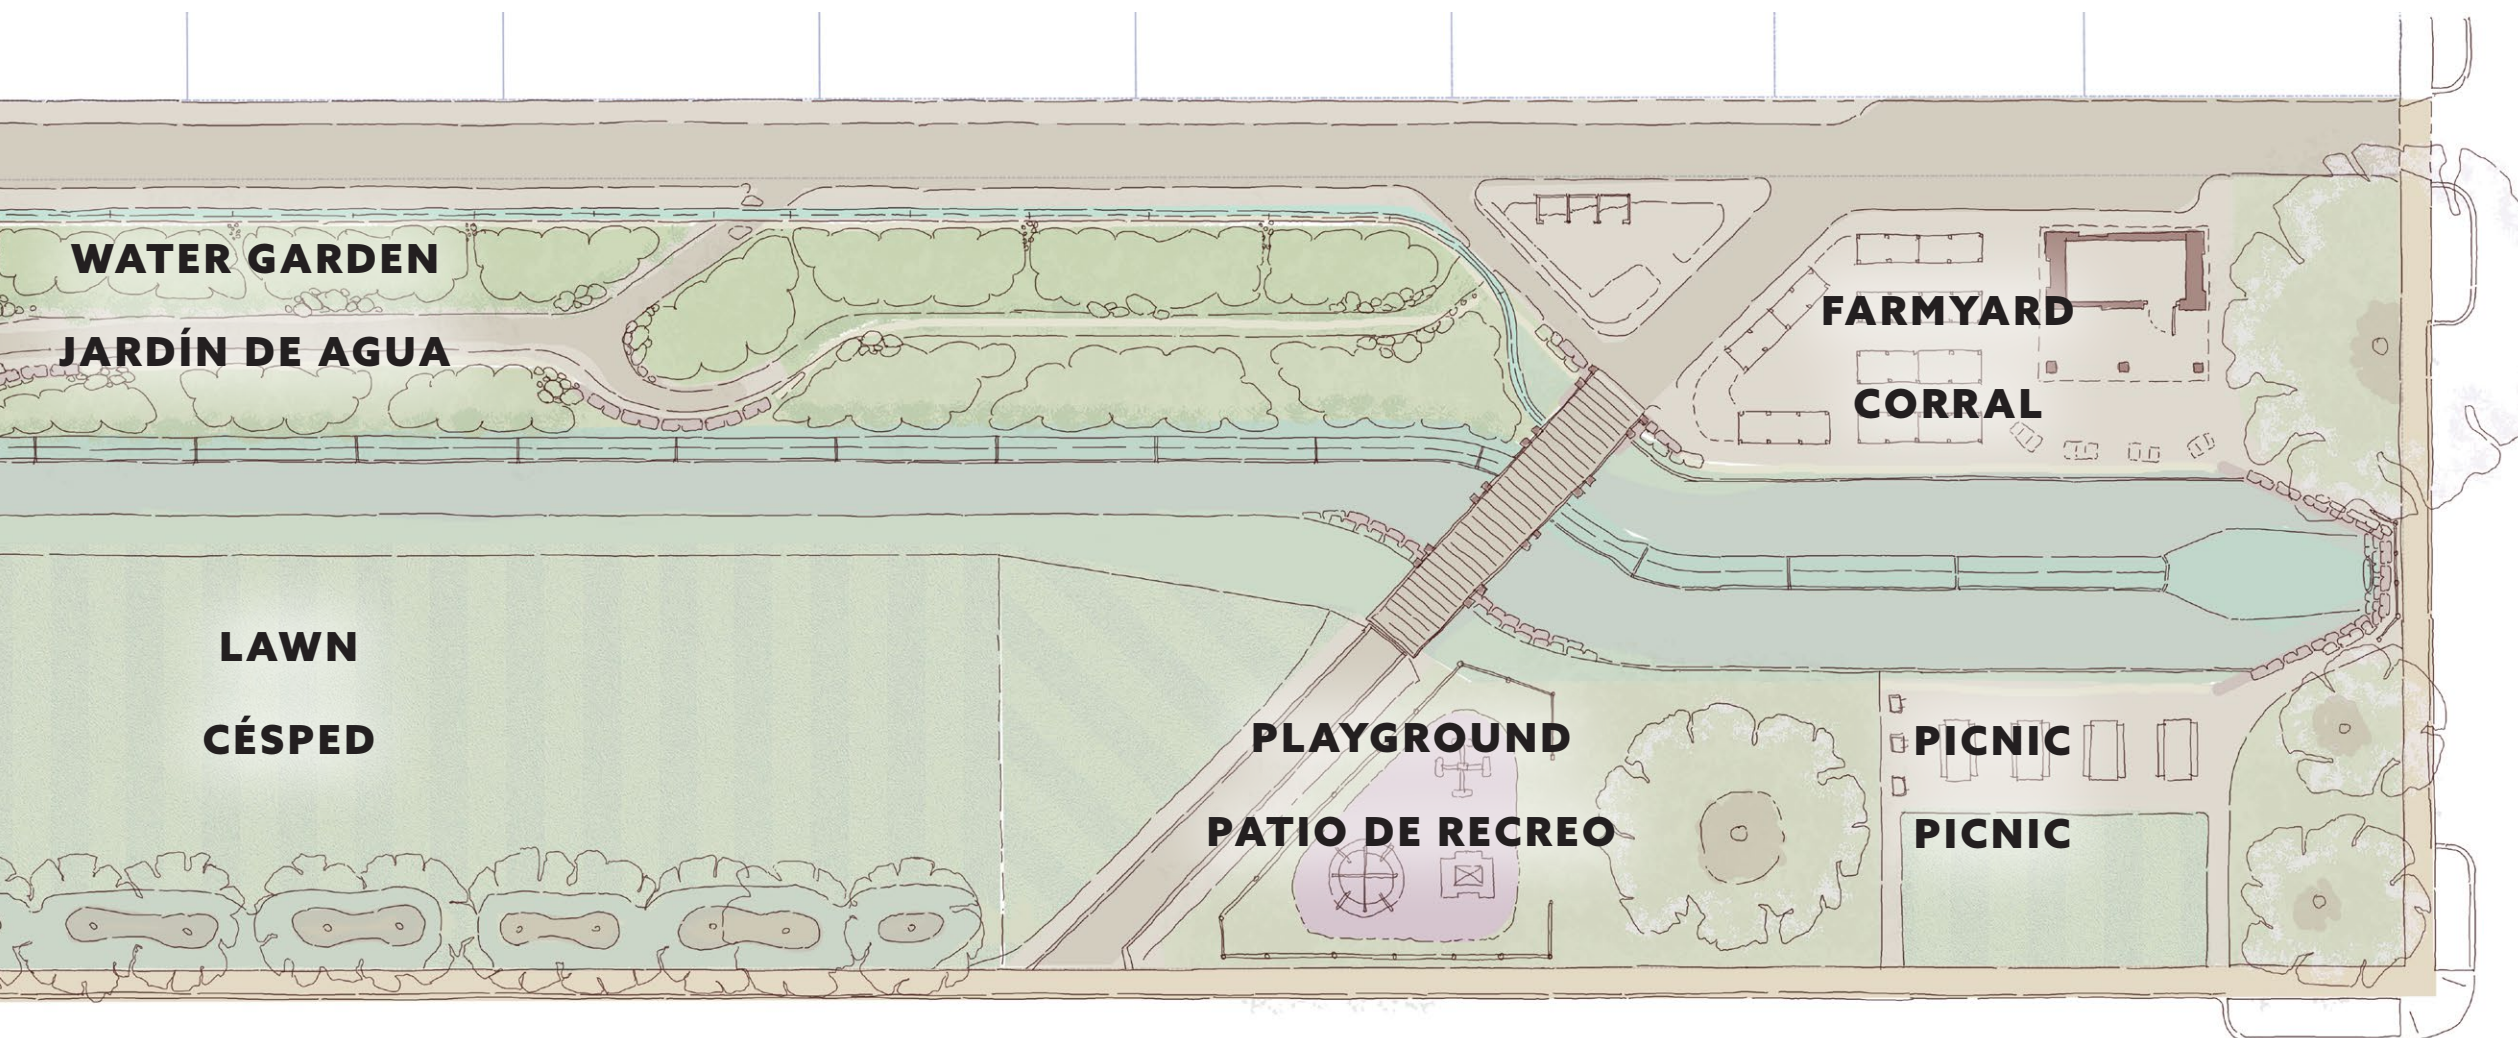 WATER GARDEN
JARDÍN DE AGUA
FARMYARD
CORRAL
LAWN
CÉSPED
PLAYGROUND
PATIO DE RECREO
PICNIC
PICNIC